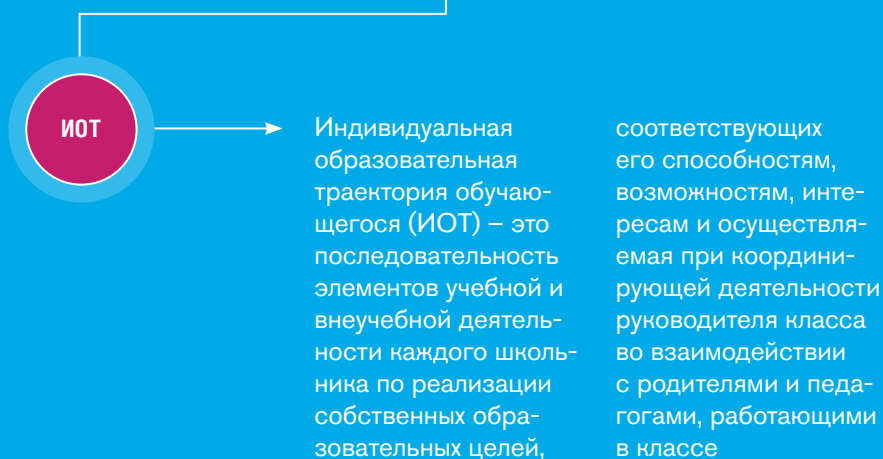 ИОТ
Индивидуальная
образовательная
траектория обучаю-
щегося (ИОТ) – это
последовательность
элементов учебной и
внеучебной деятель-
ности каждого школь-
ника по реализации
собственных обра-
зовательных целей,
соответствующих
его способностям,
возможностям, инте-
ресам и осуществля-
емая при координи-
рующей деятельности
руководителя класса
во взаимодействии
с родителями и педа-
гогами, работающими
в классе